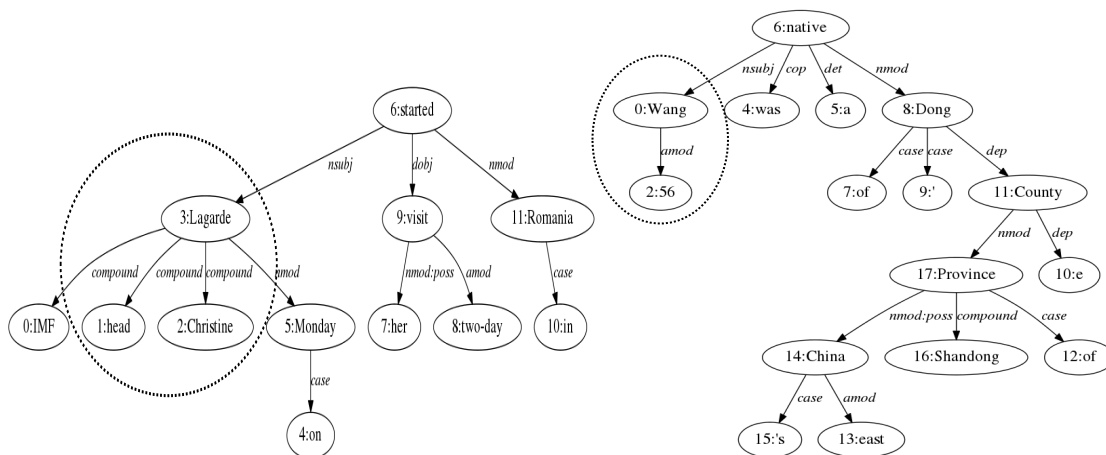 6:started
nsubj
dobj
nmod
3:Lagarde
9:visit
11:Romania
compound
compound
compound
nmod
nmod:poss
amod
case
0:IMF
1:head
2:Christine
5:Monday
7:her
8:two-day
10:in
case
4:on
6:native
nsubj
cop
det
nmod
0:Wang
4:was
5:a
8:Dong
amod
case
case
dep
2:56
7:of
9:'
11:County
nmod
dep
17:Province
10:e
nmod:poss
compound
case
14:China
16:Shandong
12:of
case
amod
15:'s
13:east